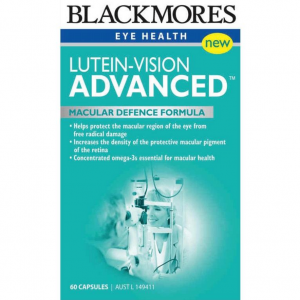 BLACKMORES
EYE HEALTH
new
LUTEIN-VISION
ADVANCED™
MACULAR DEFENCE FORMULA
• Helps protect the macular region of the eye from
free radical damage
• Increases the density of the protective macular pigment
of the retina
• Concentrated omega-3s essential for macular health
60 CAPSULES | AUST L 149411